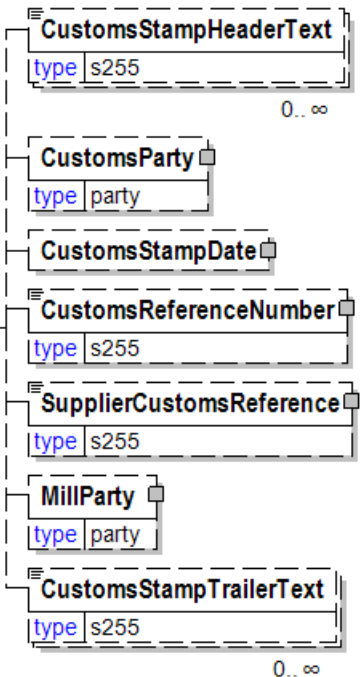 CustomsStampHeaderText
type s255
0.. ∞
CustomsParty
type party
CustomsStampDate
CustomsReferenceNumber
type s255
SupplierCustomsReference
type s255
MillParty
type party
CustomsStampTrailerText
type s255
0.. ∞